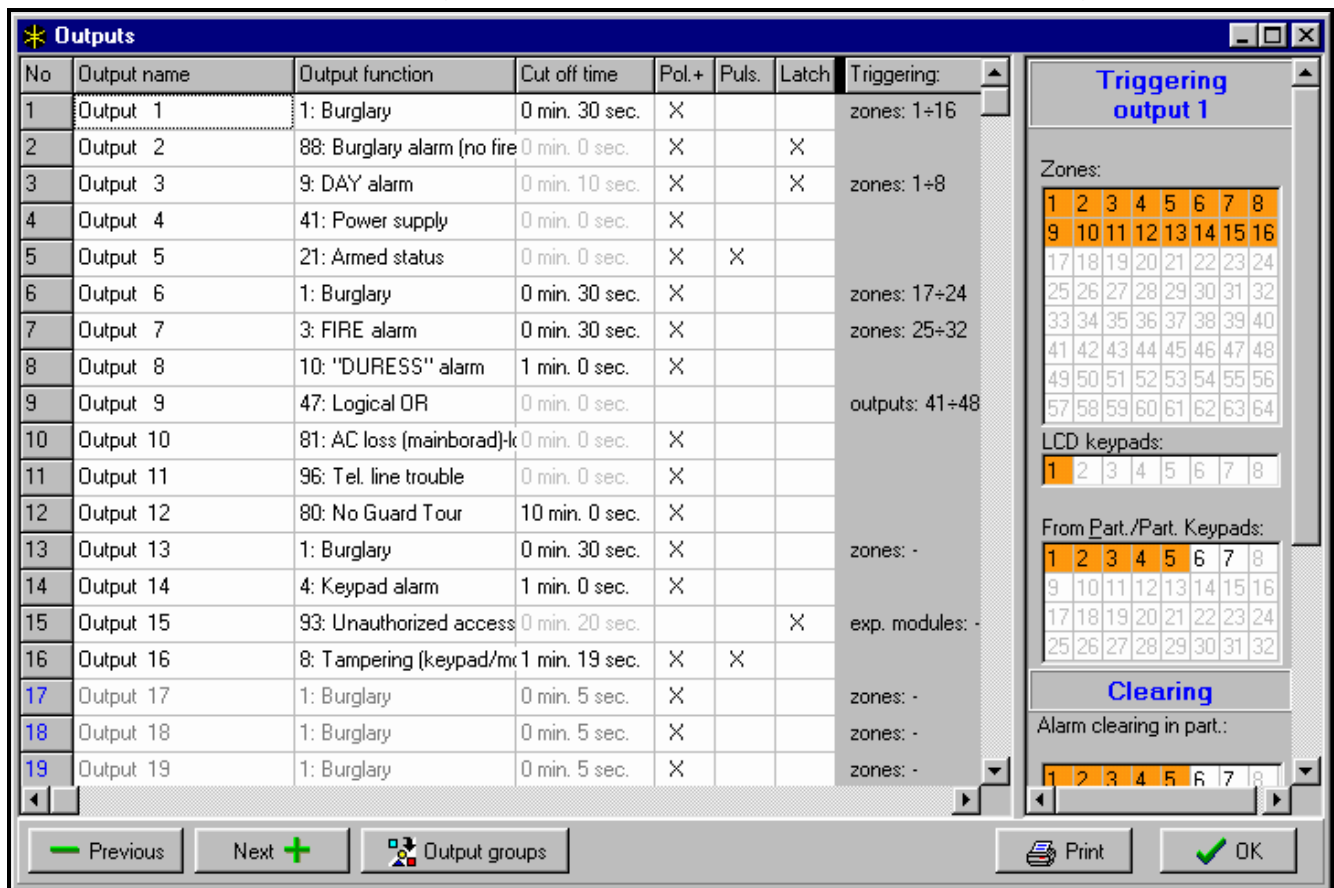 Outputs
No Output name Output function Cut off time Pol.+ Puls. Latch Triggering:
1 Output 1 1: Burglary 0 min. 30 sec. X zones: 1÷16
2 Output 2 88: Burglary alarm (no fire 0 min. 0 sec. X X
3 Output 3 9: DAY alarm 0 min. 10 sec. X X zones: 1÷8
4 Output 4 41: Power supply 0 min. 0 sec. X
5 Output 5 21: Armed status 0 min. 0 sec. X X
6 Output 6 1: Burglary 0 min. 30 sec. X zones: 17÷24
7 Output 7 3: FIRE alarm 0 min. 30 sec. X zones: 25÷32
8 Output 8 10: "DURESS" alarm 1 min. 0 sec. X
9 Output 9 47: Logical OR 0 min. 0 sec. outputs: 41÷48
10 Output 10 81: AC loss (mainborad)-lo 0 min. 0 sec. X
11 Output 11 96: Tel. line trouble 0 min. 0 sec. X
12 Output 12 80: No Guard Tour 10 min. 0 sec. X
13 Output 13 1: Burglary 0 min. 30 sec. X zones: -
14 Output 14 4: Keypad alarm 1 min. 0 sec. X
15 Output 15 93: Unauthorized access 0 min. 20 sec. X exp. modules: -
16 Output 16 8: Tampering (keypad/mo 1 min. 19 sec. X X
17 Output 17 1: Burglary 0 min. 5 sec. X zones: -
18 Output 18 1: Burglary 0 min. 5 sec. X zones: -
19 Output 19 1: Burglary 0 min. 5 sec. X zones: -
Triggering
output 1
Zones:
1 2 3 4 5 6 7 8
9 10 11 12 13 14 15 16
17 18 19 20 21 22 23 24
25 26 27 28 29 30 31 32
33 34 35 36 37 38 39 40
41 42 43 44 45 46 47 48
49 50 51 52 53 54 55 56
57 58 59 60 61 62 63 64
LCD keypads:
1 2 3 4 5 6 7 8
From Part./Part. Keypads:
1 2 3 4 5 6 7 8
9 10 11 12 13 14 15 16
17 18 19 20 21 22 23 24
25 26 27 28 29 30 31 32
Clearing
Alarm clearing in part.:
1 2 3 4 5 6 7 8
Previous Next Output groups Print OK